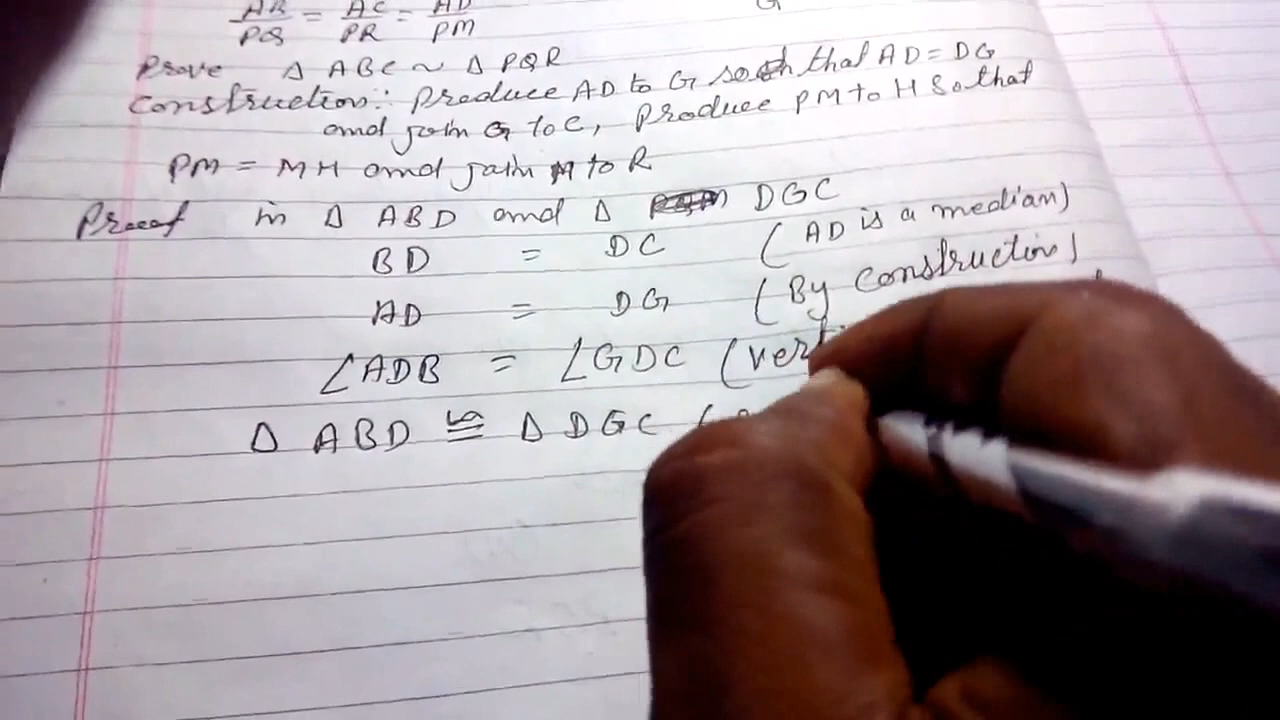 AB/PQ = AC/PR = AD/PM
G
Prove Δ ABC ~ Δ PQR
Construction: Produce AD to G so that AD = DG
and join G to C, Produce PM to H So that
PM = MH and join M to R
Proof in Δ ABD and Δ DGC
BD = DC (AD is a median)
AD = DG (By Construction)
∠ADB = ∠GDC (vert
Δ ABD ≅ Δ DGC (